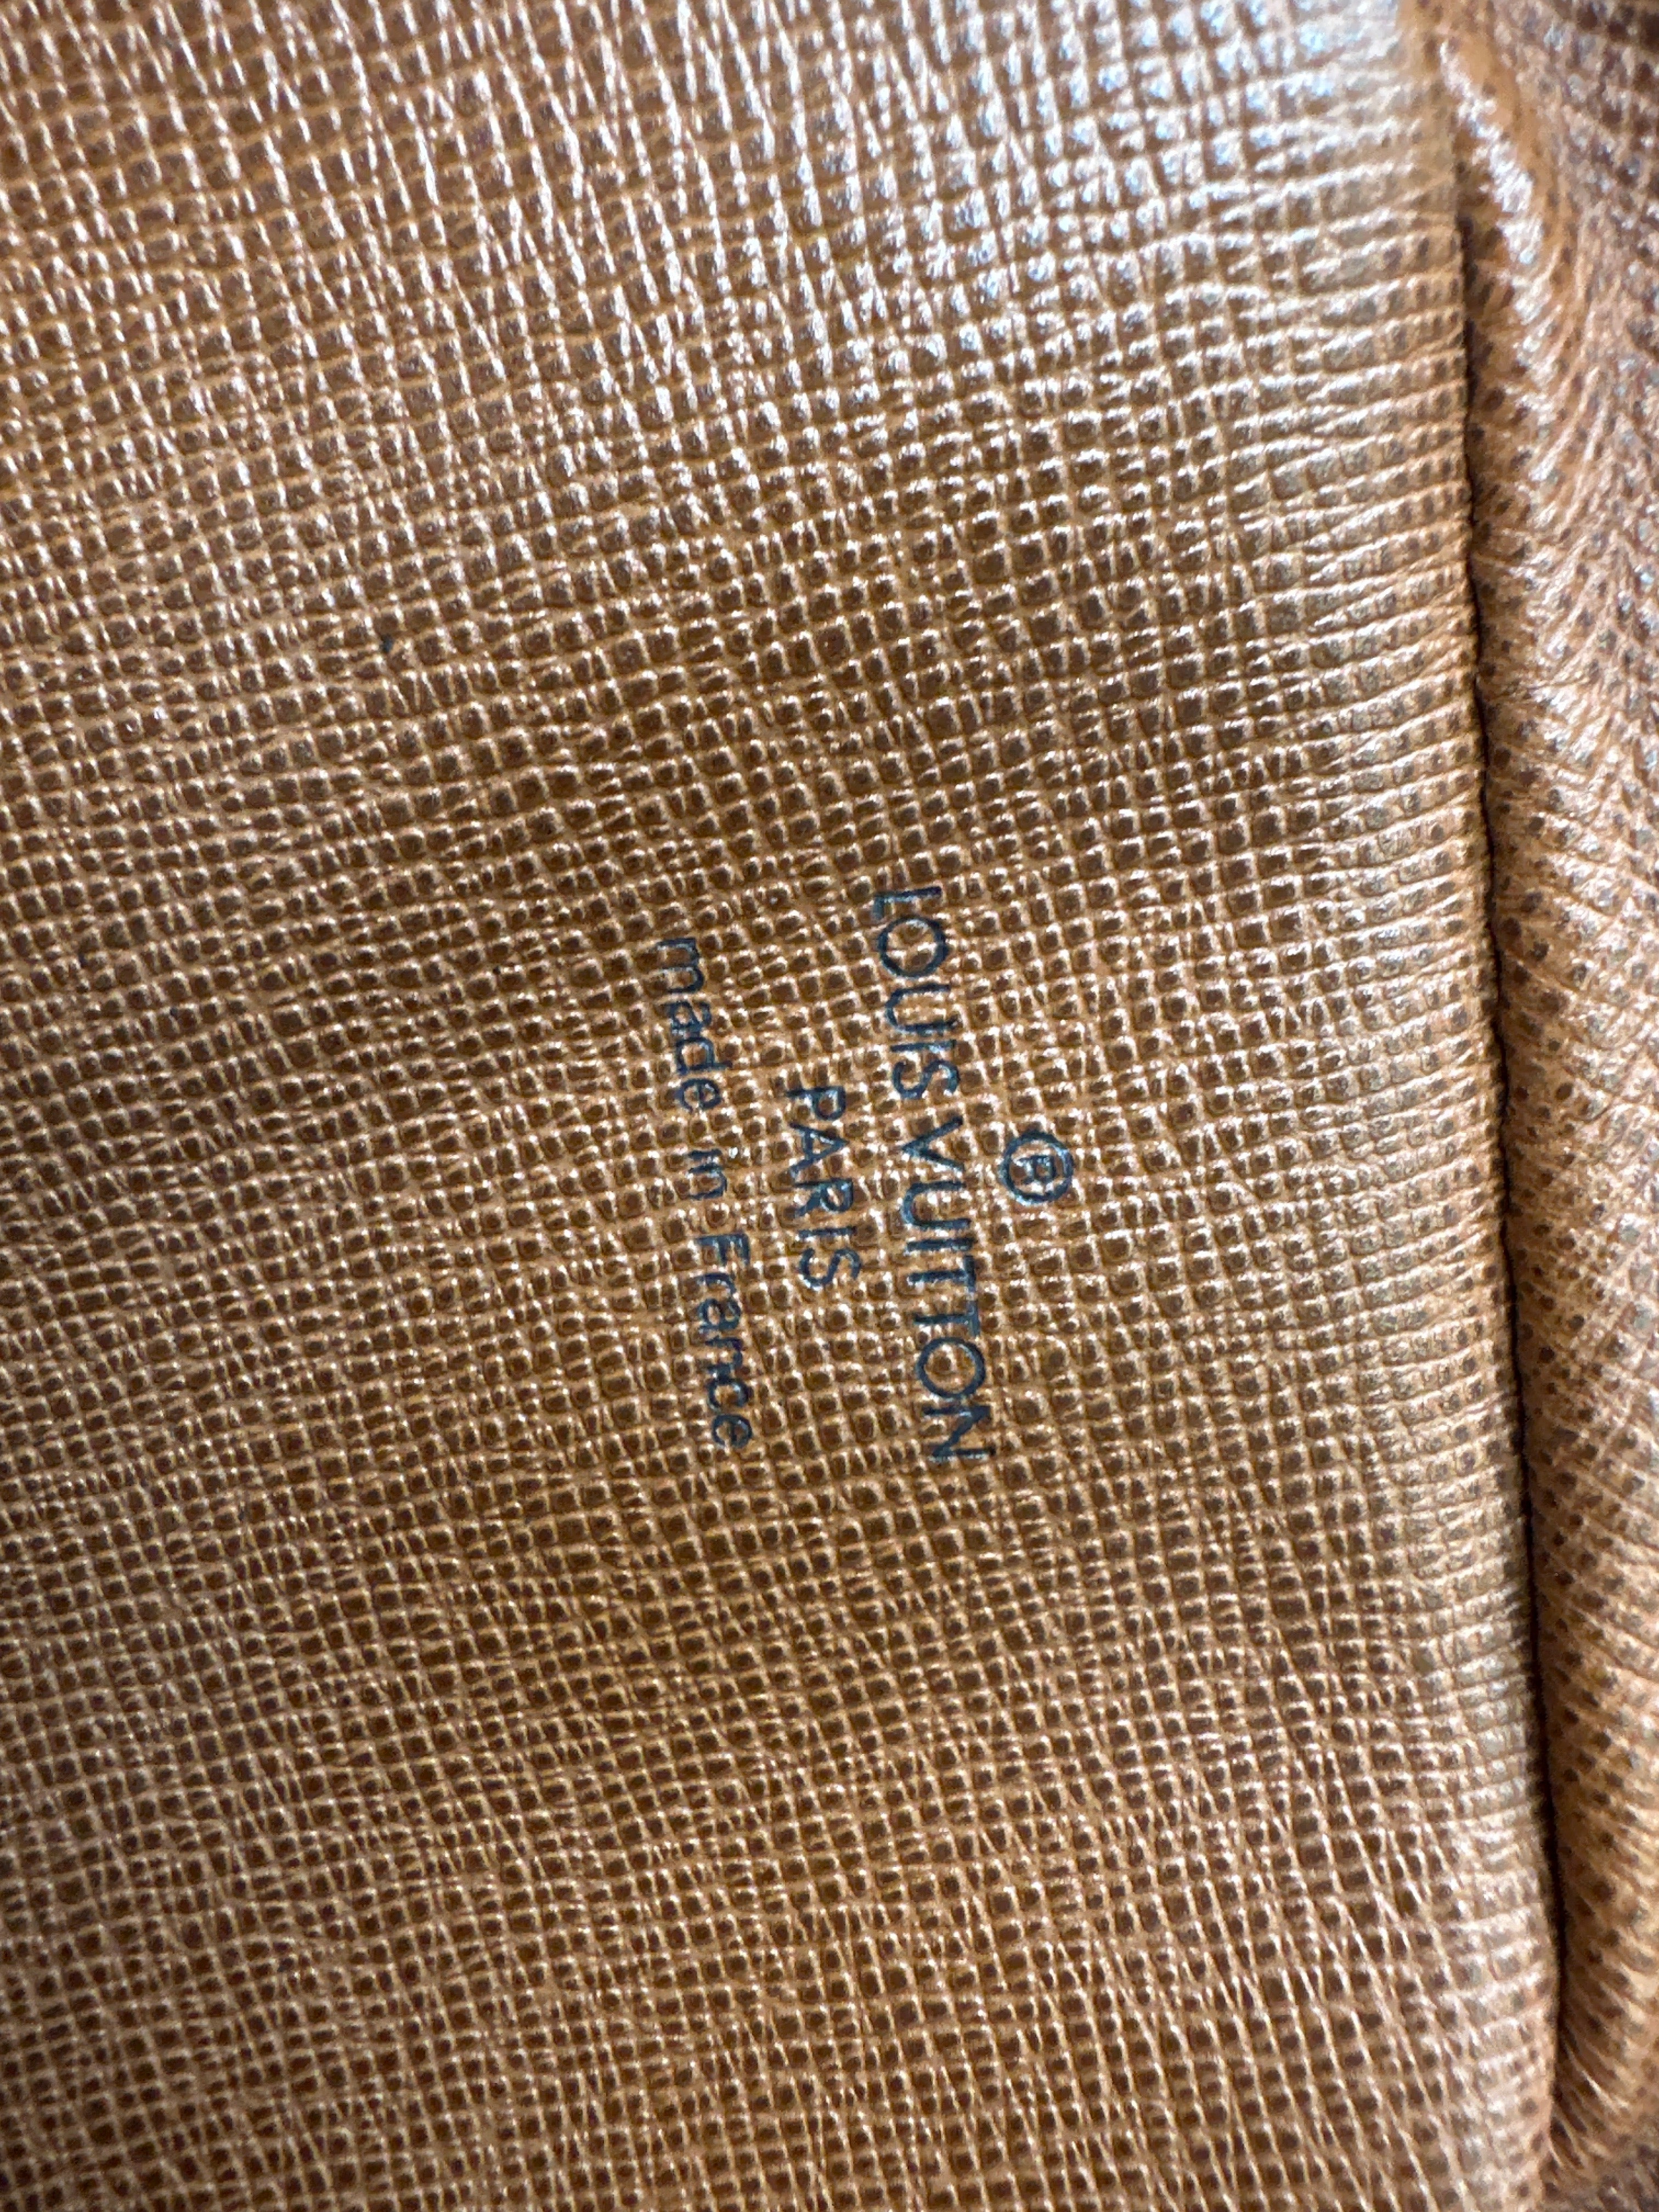 ®
LOUIS VUITTON
PARIS
made in France